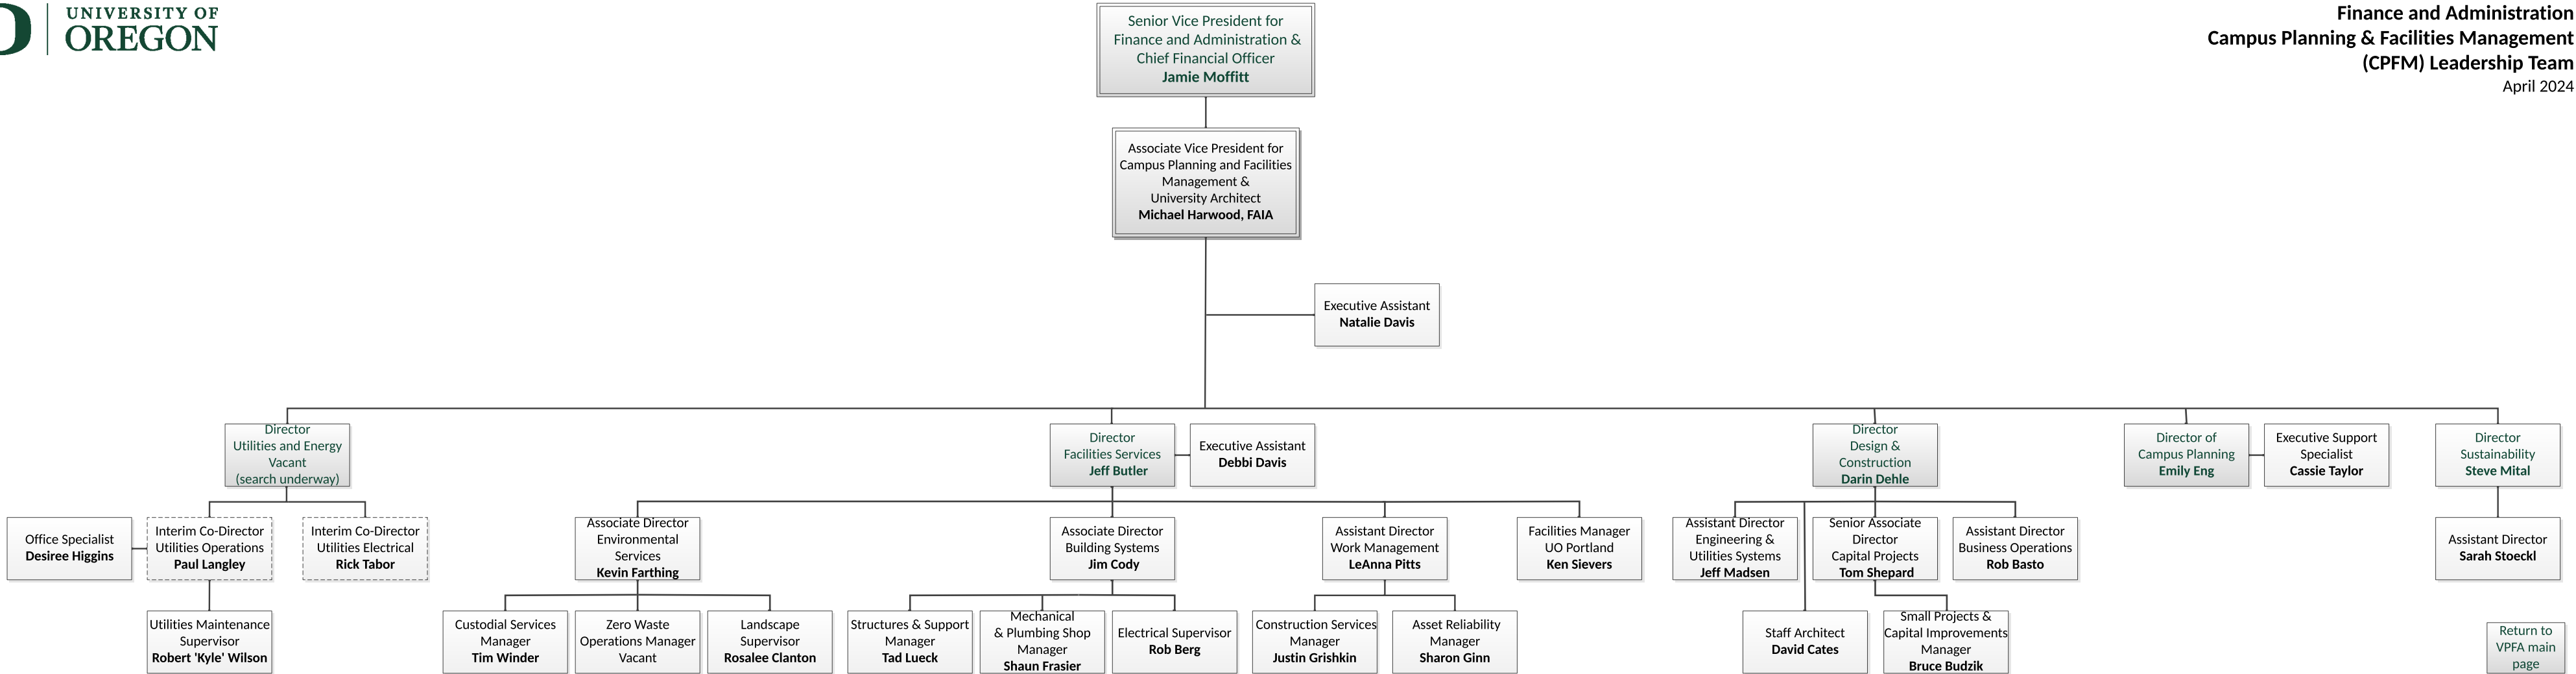 UNIVERSITY OF
OREGON
Finance and Administration
Campus Planning & Facilities Management
(CPFM) Leadership Team
April 2024
Senior Vice President for
Finance and Administration &
Chief Financial Officer
Jamie Moffitt
Associate Vice President for
Campus Planning and Facilities
Management &
University Architect
Michael Harwood, FAIA
Executive Assistant
Natalie Davis
Director
Utilities and Energy
Vacant
(search underway)
Director
Facilities Services
Jeff Butler
Executive Assistant
Debbi Davis
Director
Design &
Construction
Darin Dehle
Director of
Campus Planning
Emily Eng
Executive Support
Specialist
Cassie Taylor
Director
Sustainability
Steve Mital
Office Specialist
Desiree Higgins
Interim Co-Director
Utilities Operations
Paul Langley
Interim Co-Director
Utilities Electrical
Rick Tabor
Associate Director
Environmental
Services
Kevin Farthing
Associate Director
Building Systems
Jim Cody
Assistant Director
Work Management
LeAnna Pitts
Facilities Manager
UO Portland
Ken Sievers
Assistant Director
Engineering &
Utilities Systems
Jeff Madsen
Senior Associate
Director
Capital Projects
Tom Shepard
Assistant Director
Business Operations
Rob Basto
Assistant Director
Sarah Stoeckl
Utilities Maintenance
Supervisor
Robert 'Kyle' Wilson
Custodial Services
Manager
Tim Winder
Zero Waste
Operations Manager
Vacant
Landscape
Supervisor
Rosalee Clanton
Structures & Support
Manager
Tad Lueck
Mechanical
& Plumbing Shop
Manager
Shaun Frasier
Electrical Supervisor
Rob Berg
Construction Services
Manager
Justin Grishkin
Asset Reliability
Manager
Sharon Ginn
Staff Architect
David Cates
Small Projects &
Capital Improvements
Manager
Bruce Budzik
Return to
VPFA main
page